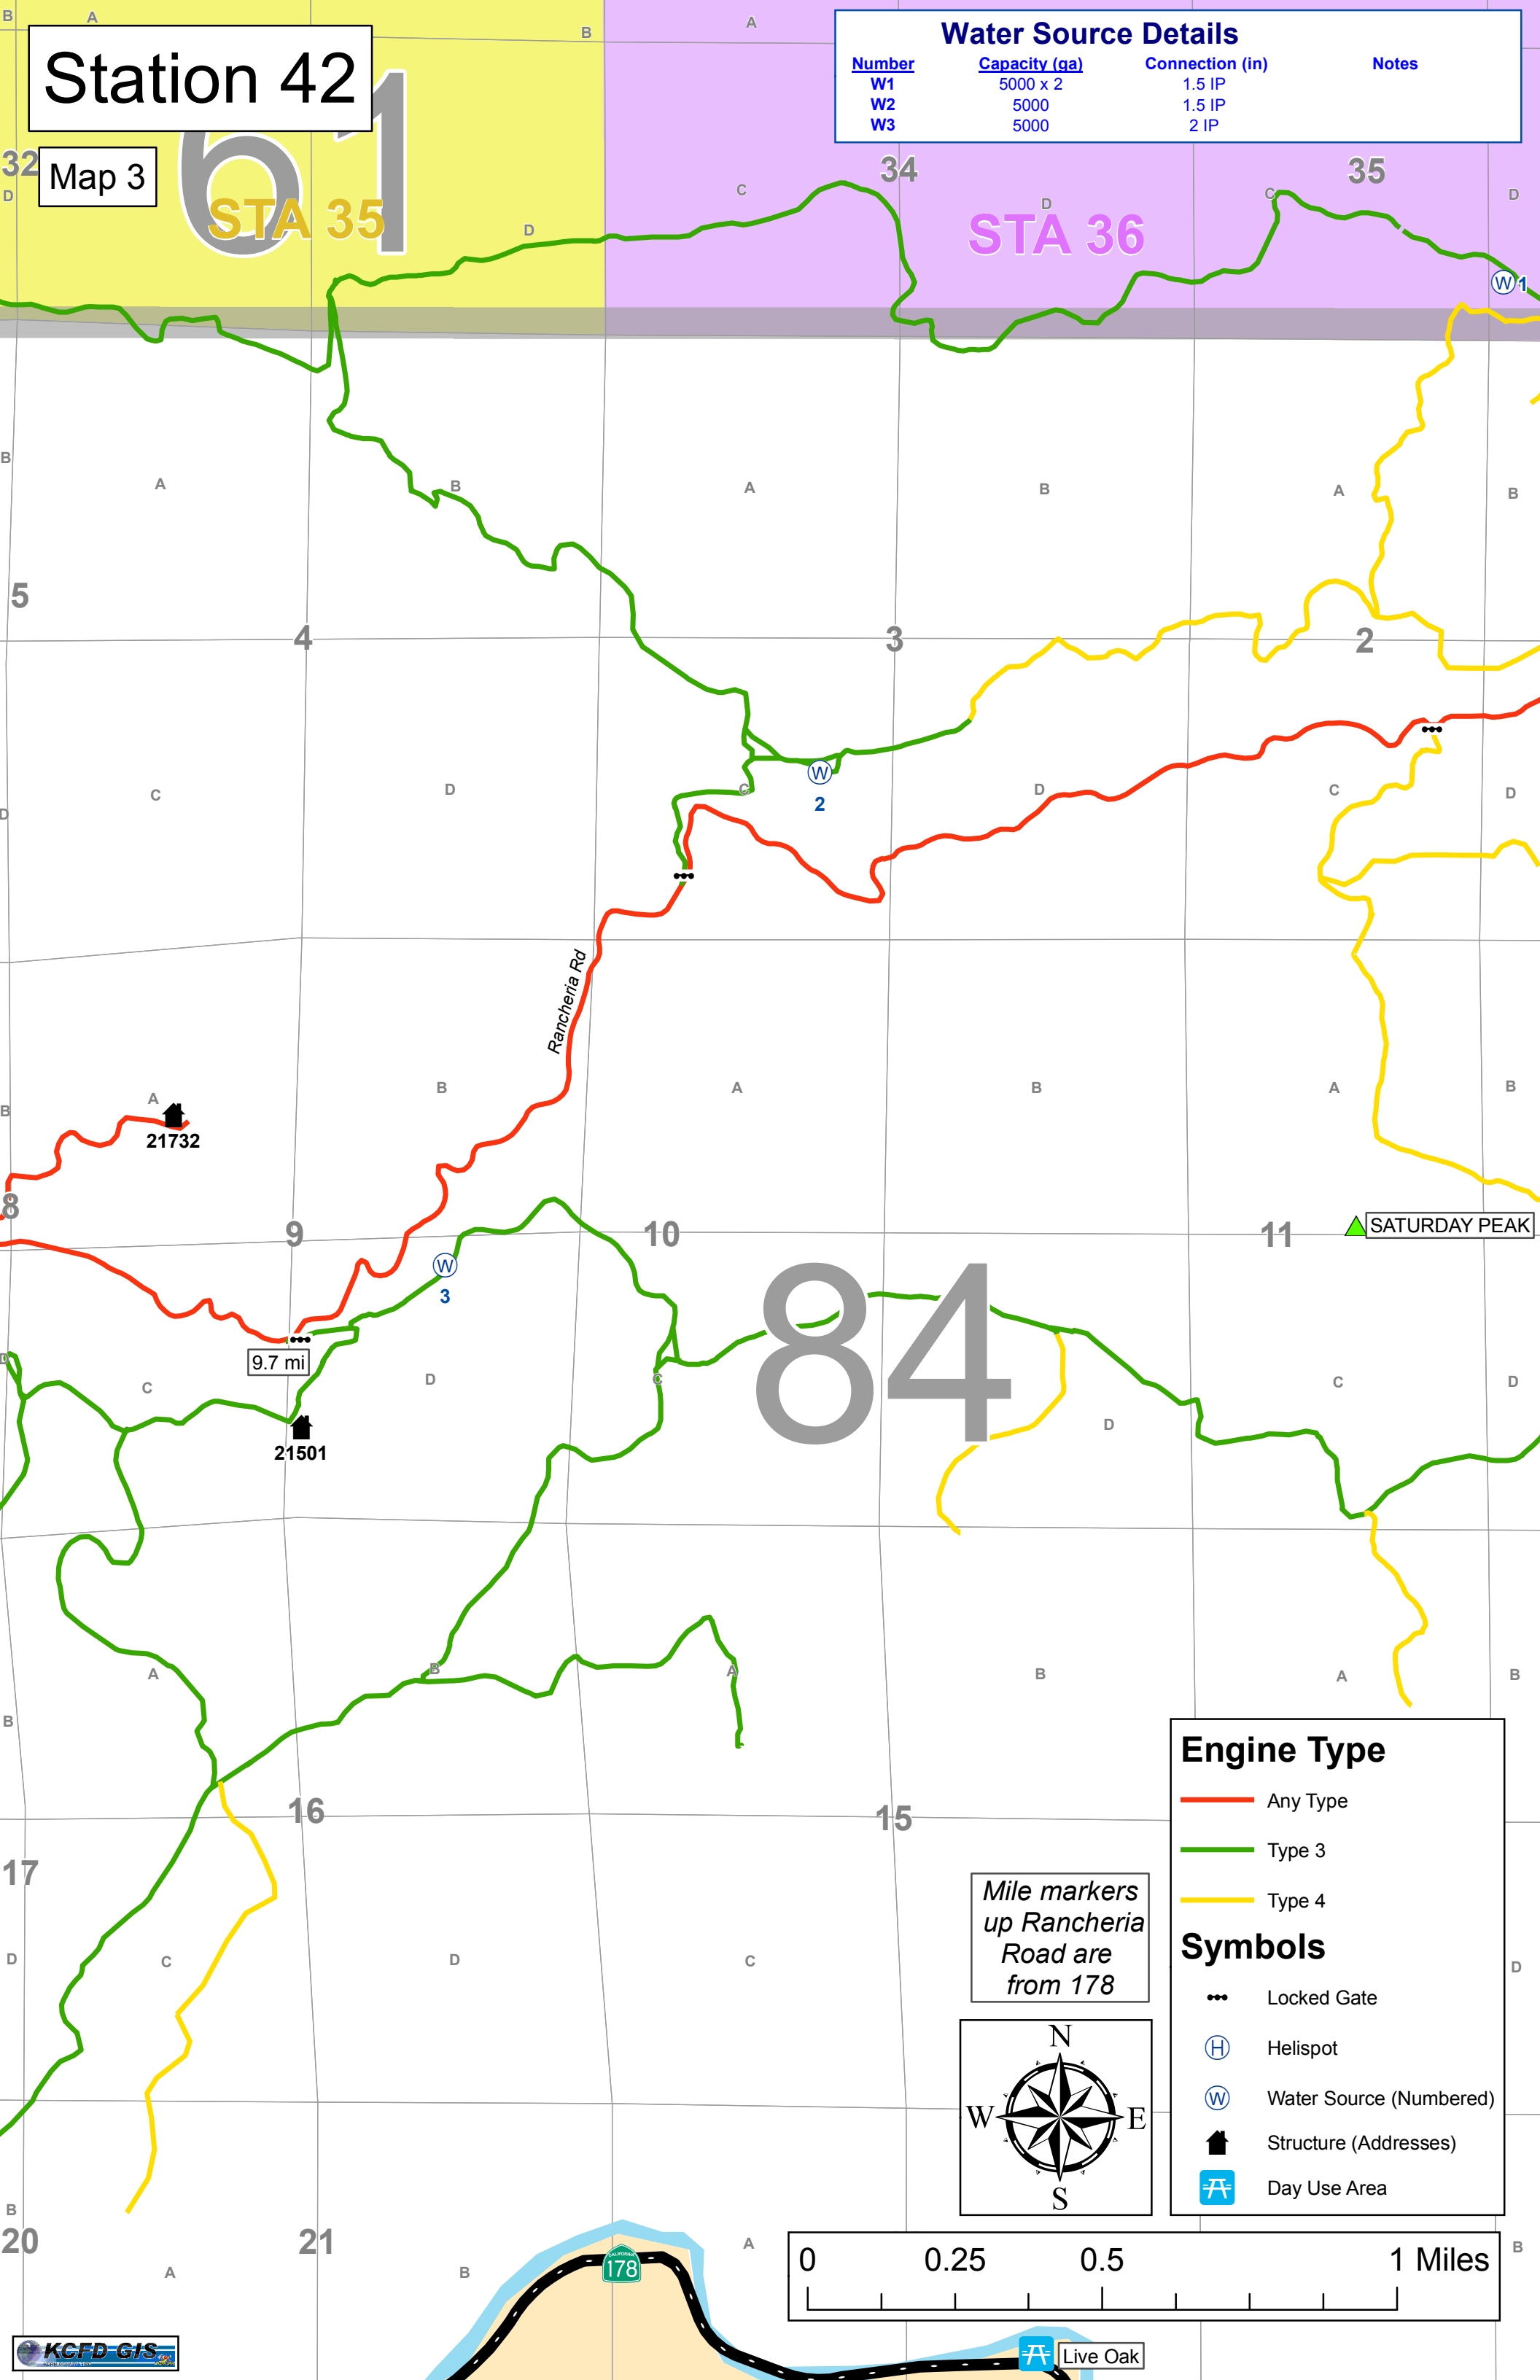 B
A
B
A
Station 42
Water Source Details
Number Capacity (ga) Connection (in) Notes
W1 5000 x 2 1.5 IP
W2 5000 1.5 IP
W3 5000 2 IP
61
32
Map 3
34
35
D
STA 35
D
C
STA 36
D
C
D
W 1
B
A
B
A
B
A
B
5
4
3
2
D
C
D
C
W
2
D
C
D
Rancheria Rd
B
A
21732
B
A
B
A
B
8
9
10
11
SATURDAY PEAK
W
3
84
9.7 mi
D
C
D
C
D
C
D
21501
B
A
B
A
B
A
B
16
15
17
D
C
D
C
D
Engine Type
Any Type
Type 3
Type 4
Symbols
Locked Gate
H Helispot
W Water Source (Numbered)
Structure (Addresses)
Day Use Area
Mile markers
up Rancheria
Road are
from 178
N
W E
S
B
20
21
A
B
A
B
CALIFORNIA
178
0 0.25 0.5 1 Miles
KCFD GIS
Live Oak